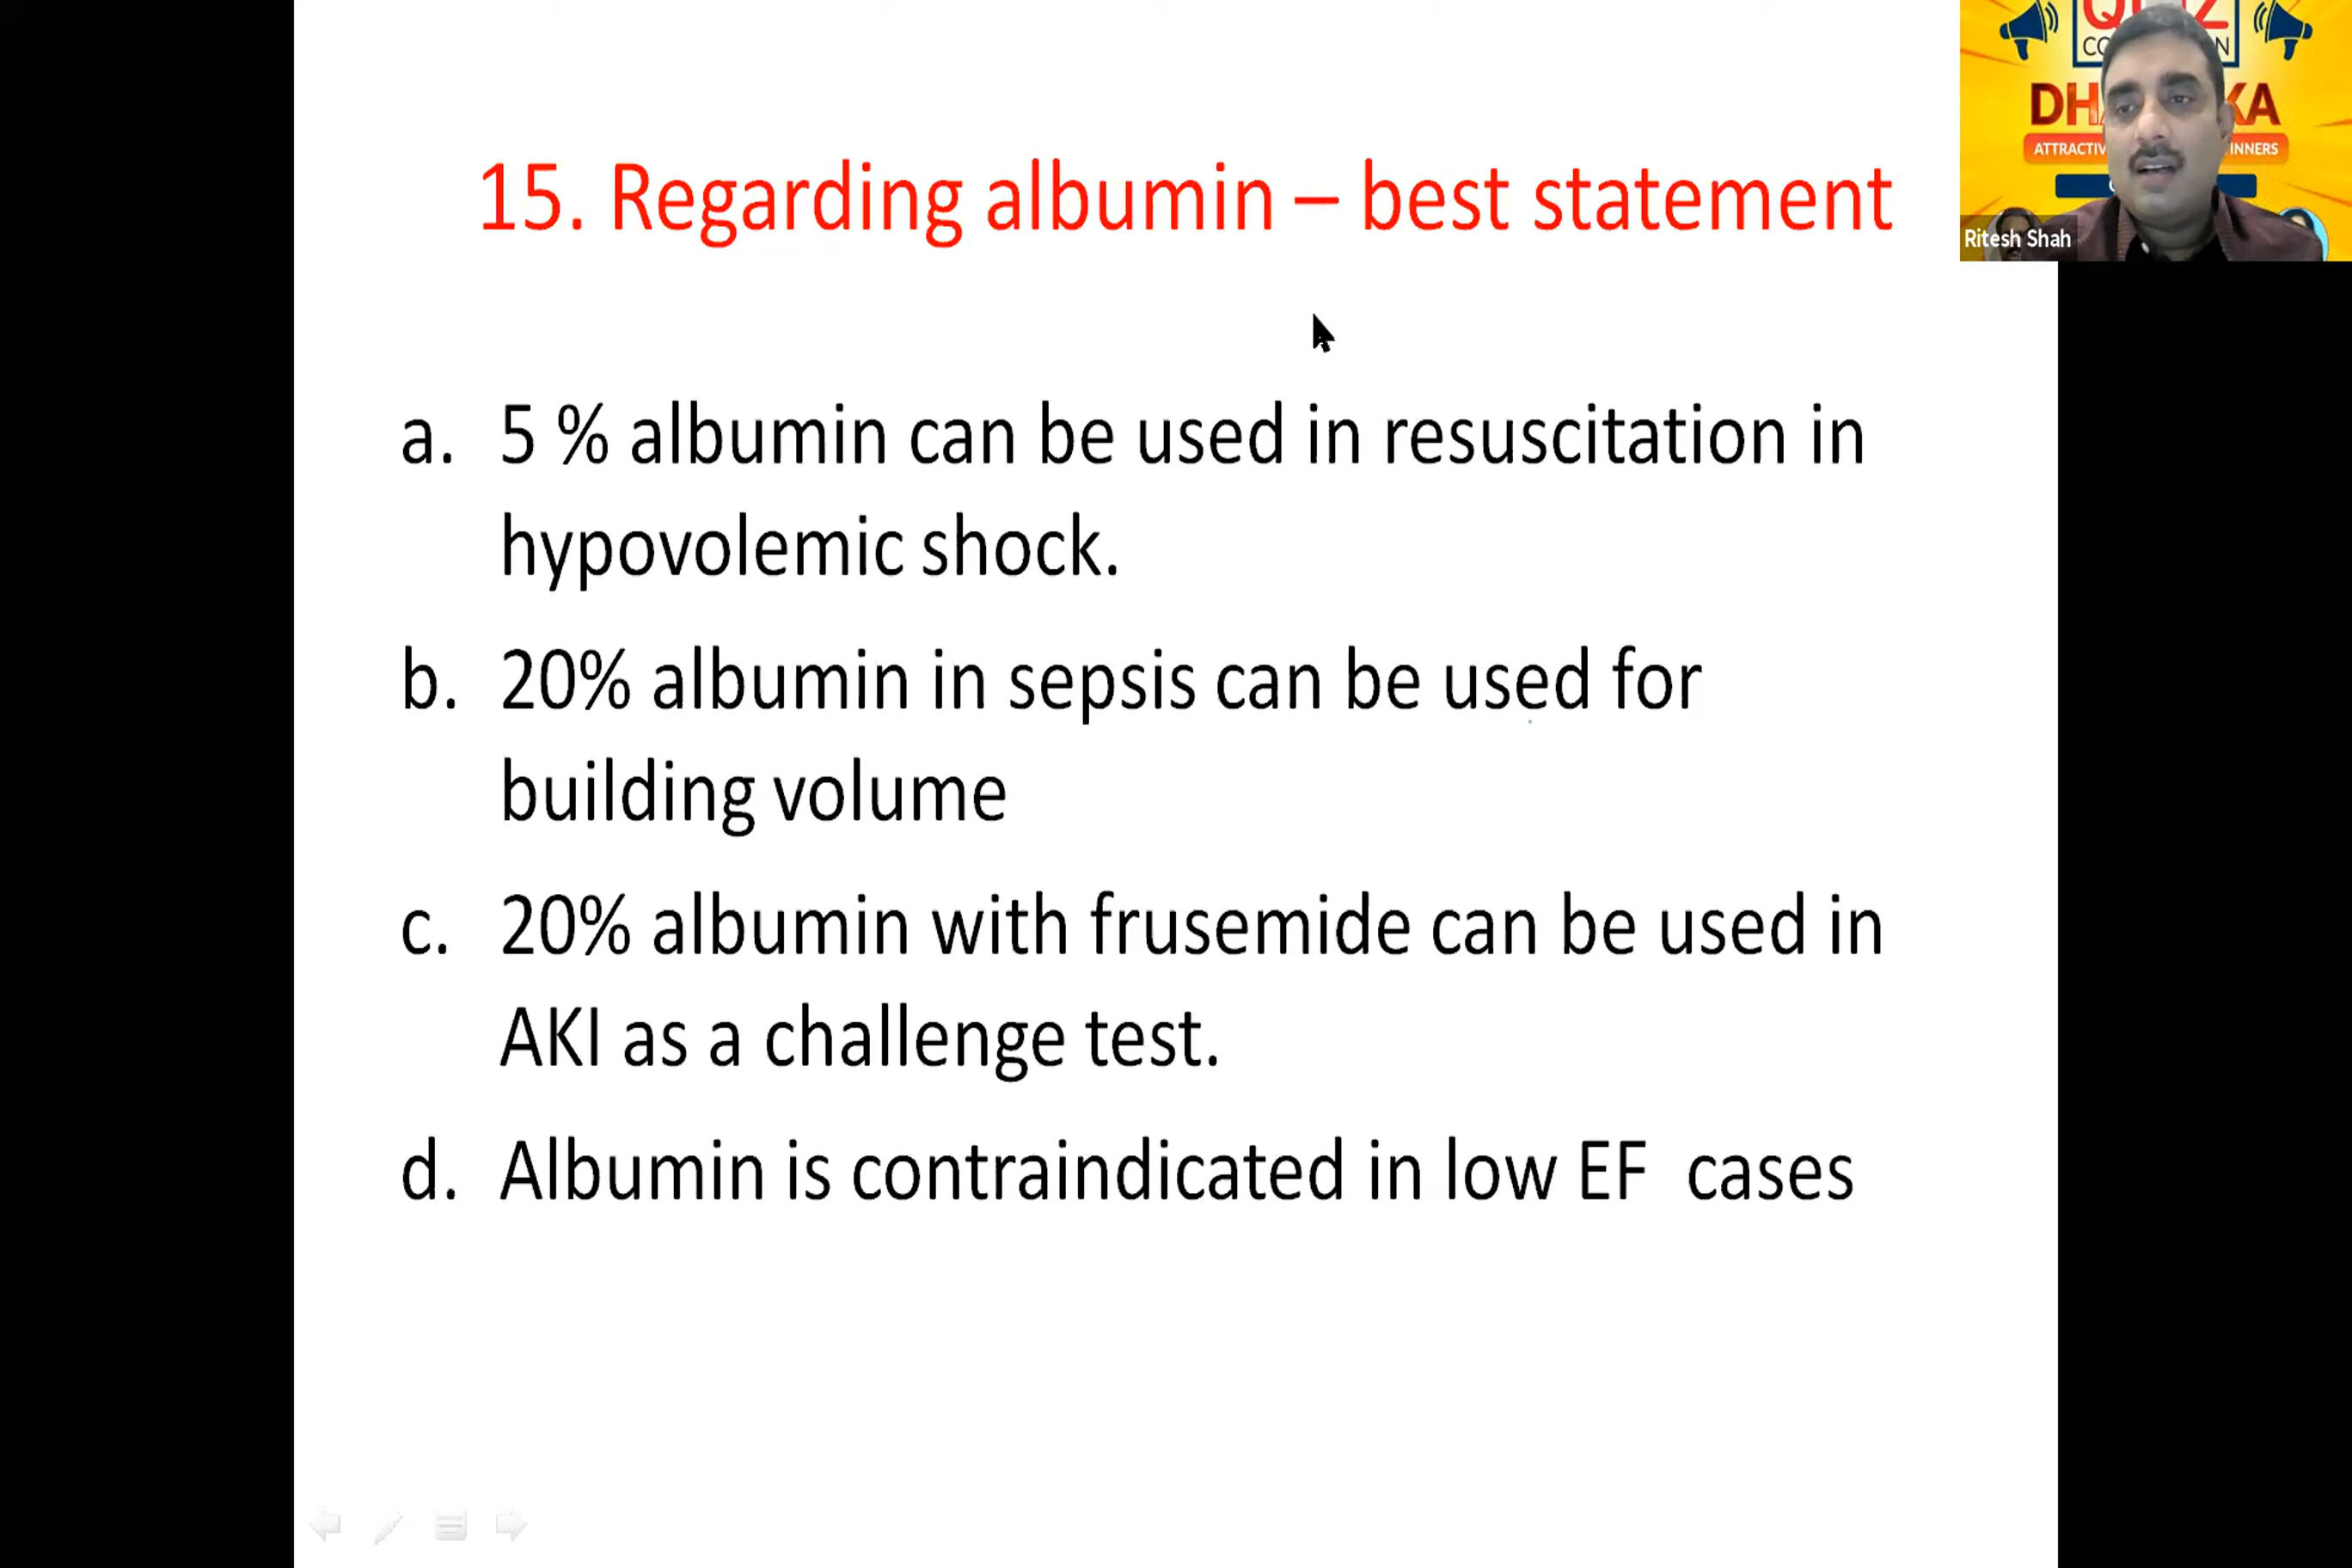 15. Regarding albumin – best statement
a. 5 % albumin can be used in resuscitation in
hypovolemic shock.
b. 20% albumin in sepsis can be used for
building volume
c. 20% albumin with frusemide can be used in
AKI as a challenge test.
d. Albumin is contraindicated in low EF cases
Ritesh Shah